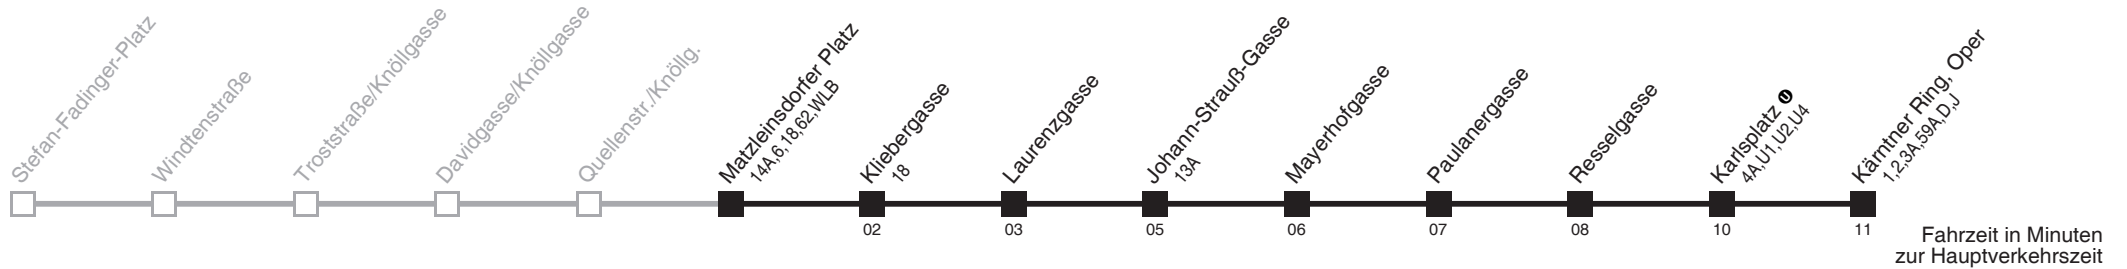 Stefan-Fadinger-Platz
Windtenstraße
Troststraße/Knöllgasse
Davidgasse/Knöllgasse
Quellenstr./Knöllg.
Matzleinsdorfer Platz
14A,6,18,62,WLB
Kliebergasse
18
Laurenzgasse
Johann-Strauß-Gasse
13A
Mayerhofgasse
Paulanergasse
Resselgasse
Karlsplatz U
4A,U1,U2,U4
Kärntner Ring, Oper
1,2,3A,59A,D,J
02 03 05 06 07 08 10 11
Fahrzeit in Minuten
zur Hauptverkehrszeit